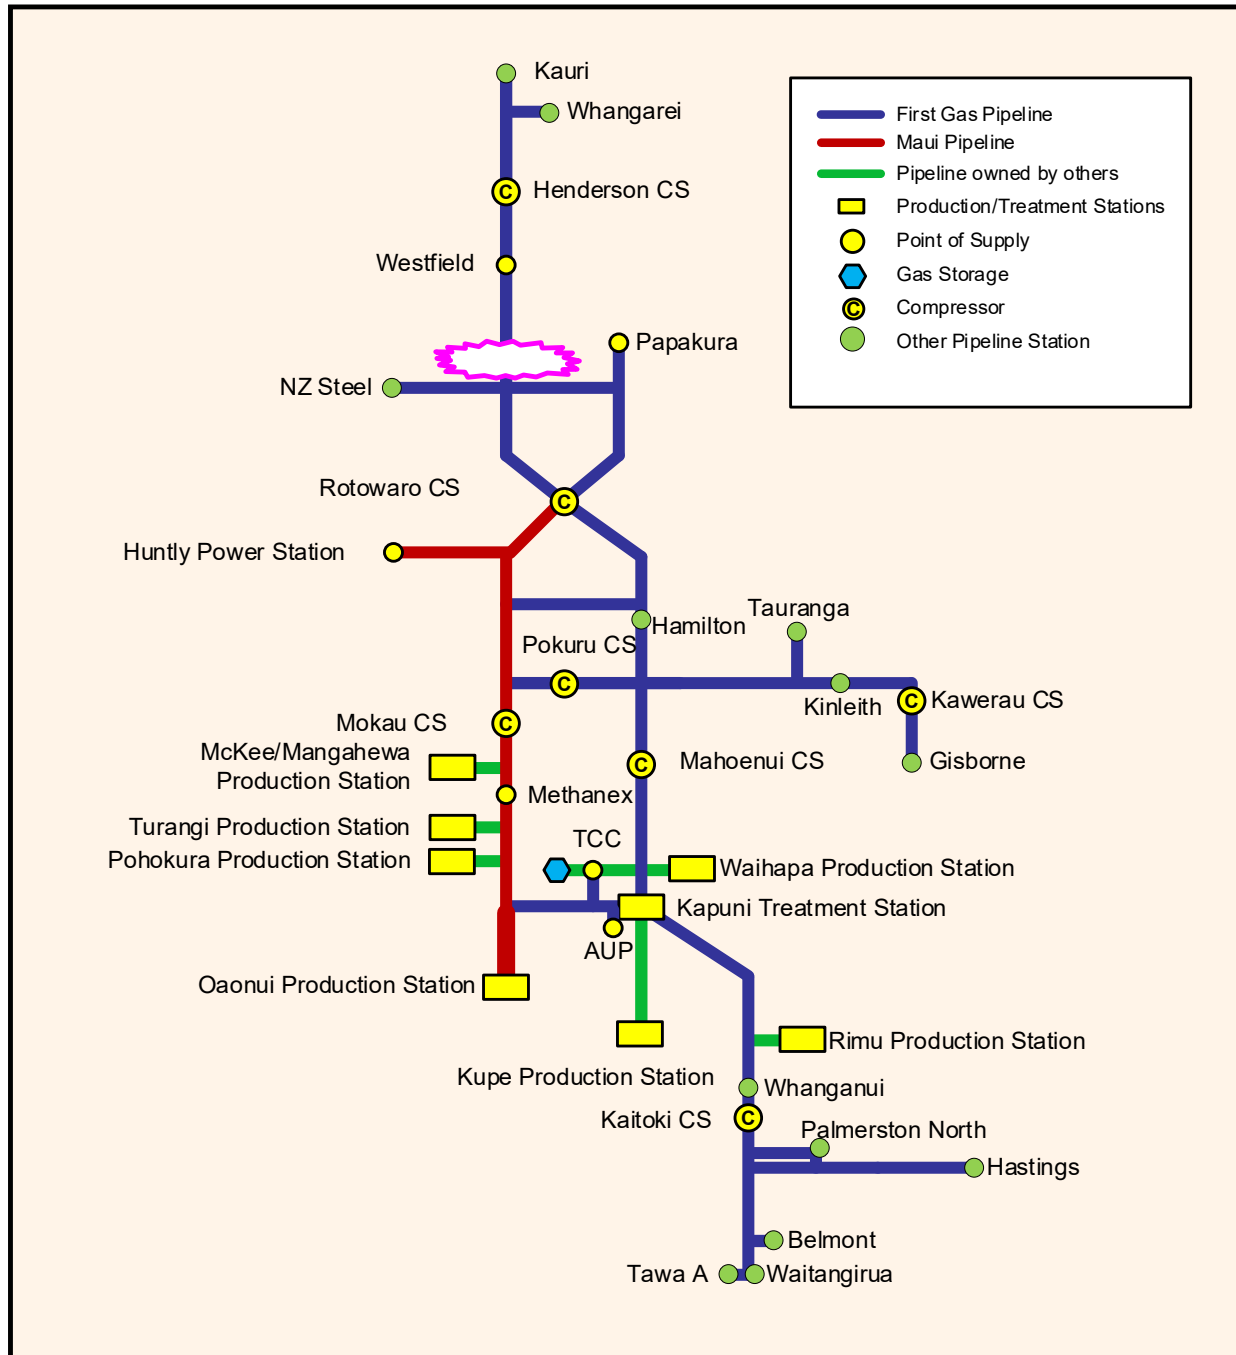 Kauri
Whangarei
Henderson CS
Westfield
Papakura
NZ Steel
Rotowaro CS
Huntly Power Station
First Gas Pipeline
Maui Pipeline
Pipeline owned by others
Production/Treatment Stations
Point of Supply
Gas Storage
C Compressor
Other Pipeline Station
C
C
Tauranga
Hamilton
Pokuru CS
C
Kinleith
C
Kawerau CS
Mokau CS
C
McKee/Mangahewa
Production Station
C
Mahoenui CS
Gisborne
Methanex
Turangi Production Station
TCC
Pohokura Production Station
Waihapa Production Station
Kapuni Treatment Station
AUP
Oaonui Production Station
Rimu Production Station
Kupe Production Station
Whanganui
Kaitoki CS
C
Palmerston North
Hastings
Belmont
Tawa A
Waitangirua